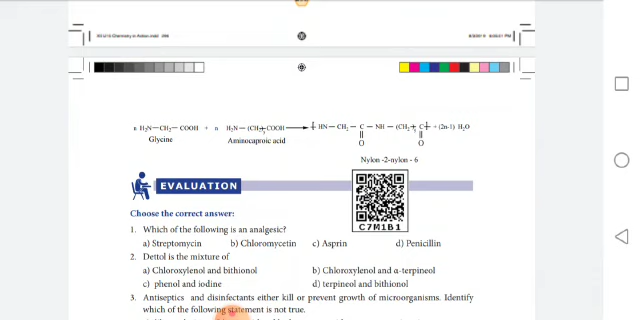 n H₂N—CH₂—COOH + n H₂N—(CH₂)₅COOH → [HN—CH₂—C—NH—(CH₂)₅C] + (2n-1) H₂O
O O
Glycine Aminocaproic acid
Nylon -2-nylon - 6
EVALUATION
C7M1B1
Choose the correct answer:
1. Which of the following is an analgesic?
a) Streptomycin b) Chloromycetin c) Asprin d) Penicillin
2. Dettol is the mixture of
a) Chloroxylenol and bithionol b) Chloroxylenol and α-terpineol
c) phenol and iodine d) terpineol and bithionol
3. Antiseptics and disinfectants either kill or prevent growth of microorganisms. Identify
which of the following statement is not true.